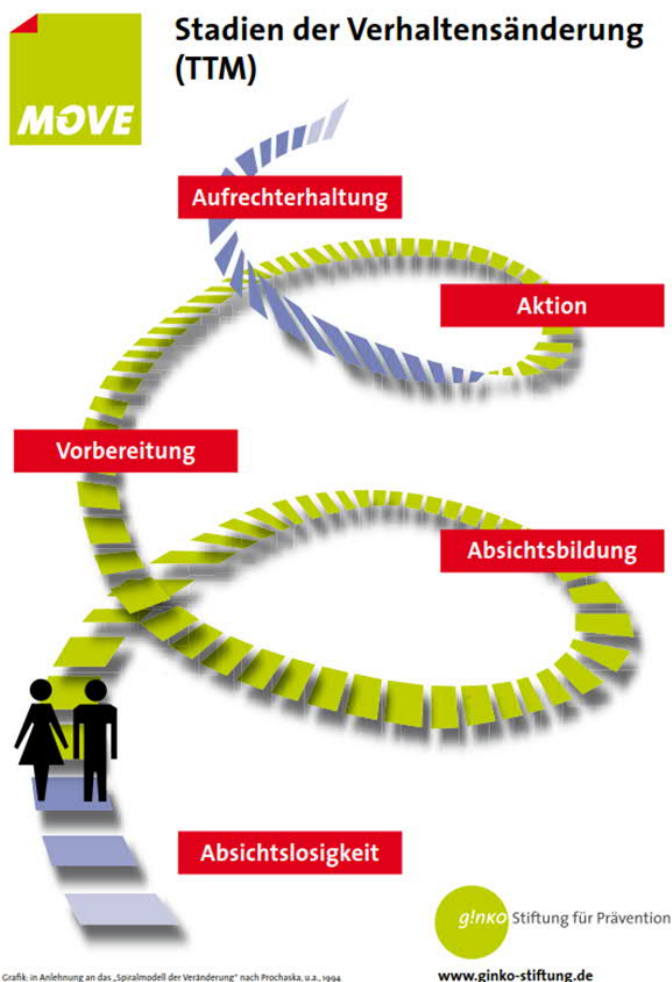 MOVE
Stadien der Verhaltensänderung
(TTM)
Aufrechterhaltung
Aktion
Vorbereitung
Absichtsbildung
Absichtslosigkeit
g!nko Stiftung für Prävention
Grafik: in Anlehnung an das „Spiralmodell der Veränderung" nach Prochaska, u.a., 1994
www.ginko-stiftung.de